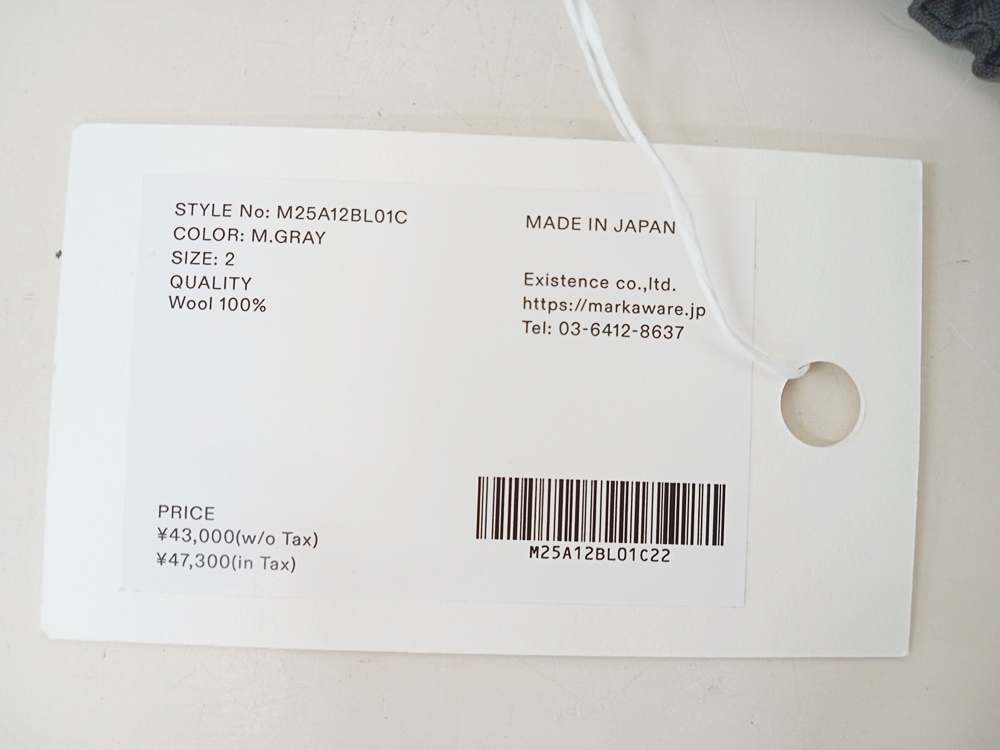 STYLE No: M25A12BL01C
COLOR: M.GRAY
SIZE: 2
QUALITY
Wool 100%
MADE IN JAPAN
Existence co.,ltd.
https://markaware.jp
Tel: 03-6412-8637
PRICE
¥43,000(w/o Tax)
¥47,300(in Tax)
M25A12BL01C22